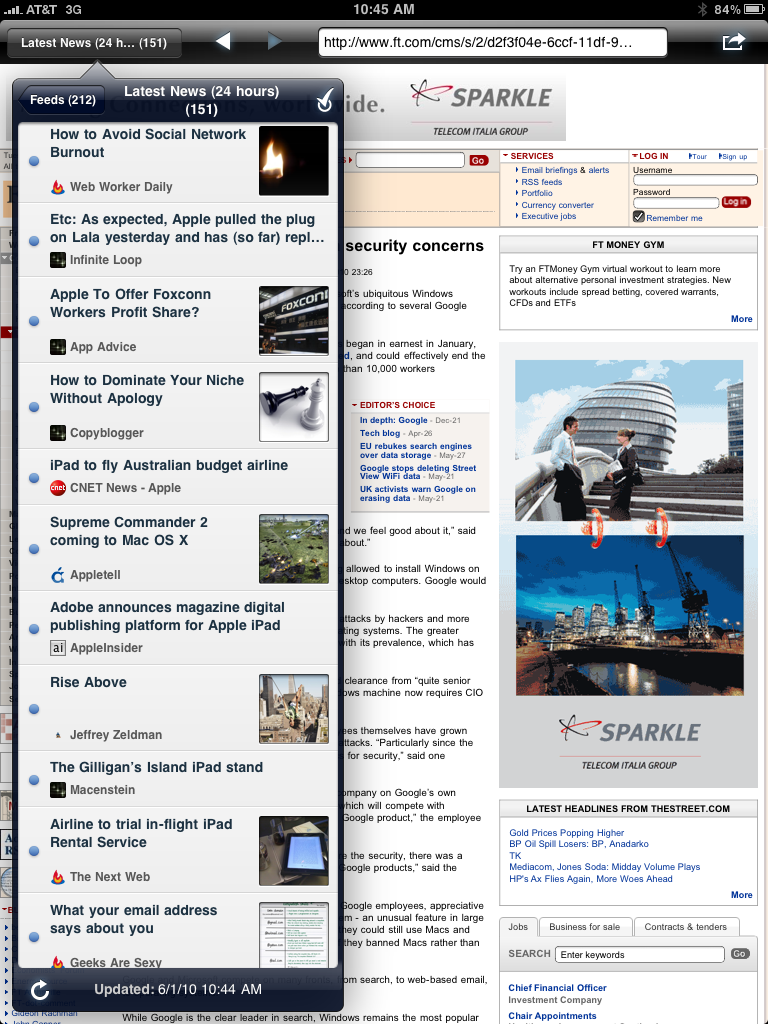 AT&T 3G 10:45 AM 84%
Latest News (24 h... (151)
http://www.ft.com/cms/s/2/d2f3f04e-6ccf-11df-9...
Feeds (212)
Latest News (24 hours)
(151)
How to Avoid Social Network
Burnout
Web Worker Daily
Etc: As expected, Apple pulled the plug
on Lala yesterday and has (so far) repl...
Infinite Loop
Apple To Offer Foxconn
Workers Profit Share?
App Advice
FOXCONN
How to Dominate Your Niche
Without Apology
Copyblogger
iPad to fly Australian budget airline
cnet
CNET News - Apple
Supreme Commander 2
coming to Mac OS X
Appletell
Adobe announces magazine digital
publishing platform for Apple iPad
ai
AppleInsider
Rise Above
Jeffrey Zeldman
The Gilligan's Island iPad stand
Macenstein
Airline to trial in-flight iPad
Rental Service
The Next Web
What your email address
says about you
Geeks Are Sexy
Updated: 6/1/10 10:44 AM
ide.
SPARKLE
TELECOM ITALIA GROUP
Go
SERVICES
Email briefings & alerts
RSS feeds
Portfolio
Currency converter
Executive jobs
LOG IN
Tour
Sign up
Username
Password
Log in
Remember me
security concerns
0 23:26
oft's ubiquitous Windows
according to several Google
began in earnest in January,
d, and could effectively end the
han 10,000 workers
EDITOR'S CHOICE
In depth: Google - Dec-21
Tech blog - Apr-26
EU rebukes search engines
over data storage - May-27
Google stops deleting Street
View WiFi data - May-21
UK activists warn Google on
erasing data - May-21
d we feel good about it," said
bout."
allowed to install Windows on
sktop computers. Google would
ttacks by hackers and more
ting systems. The greater
with its prevalence, which has
clearance from "quite senior
ows machine now requires CIO
ees themselves have grown
ttacks. "Particularly since the
for security," said one
ompany on Google's own
which will compete with
Google product," the employee
e the security, there was a
Google products," said the
Google employees, appreciative
m - an unusual feature in large
hey could still use Macs and
they banned Macs rather than
om search, to web-based email,
While Google is the clear leader in search, Windows remains the most popular
FT MONEY GYM
Try an FTMoney Gym virtual workout to learn more
about alternative personal investment strategies. New
workouts include spread betting, covered warrants,
CFDs and ETFs
More
SPARKLE
TELECOM ITALIA GROUP
LATEST HEADLINES FROM THESTREET.COM
Gold Prices Popping Higher
BP Oil Spill Losers: BP, Anadarko
TK
Mediacom, Jones Soda: Midday Volume Plays
HP's Ax Flies Again, More Woes Ahead
More
Jobs
Business for sale
Contracts & tenders
SEARCH
Enter keywords
Go
Chief Financial Officer
Investment Company
Chair Appointments
Gideon Rachman
John Gapper